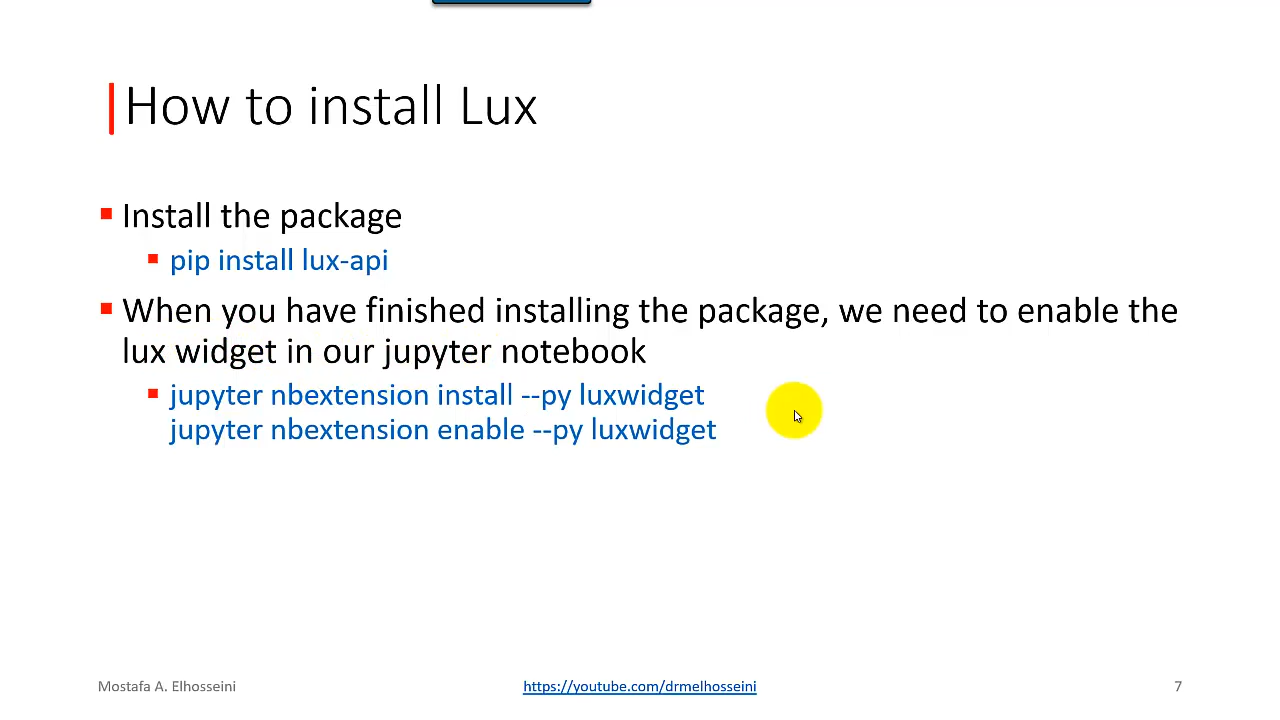 How to install Lux
Install the package
pip install lux-api
When you have finished installing the package, we need to enable the
lux widget in our jupyter notebook
jupyter nbextension install --py luxwidget
jupyter nbextension enable --py luxwidget
Mostafa A. Elhosseini
https://youtube.com/drmelhosseini
7